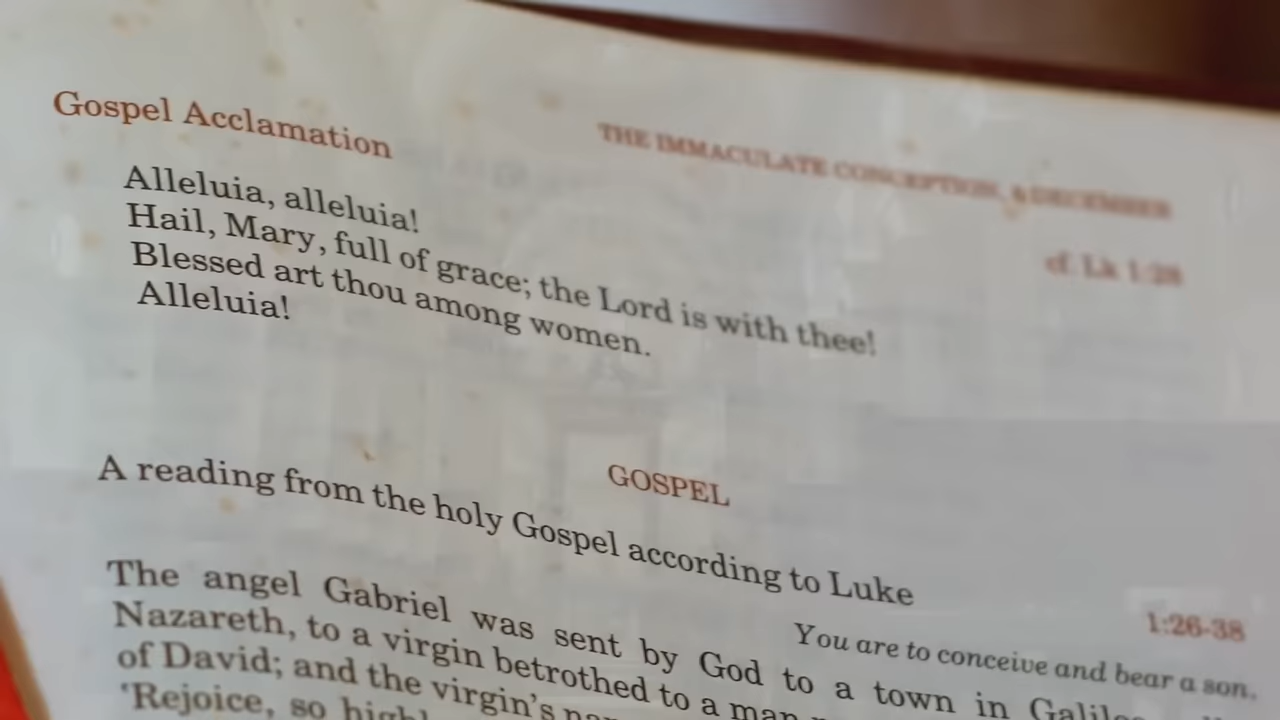 THE IMMACULATE CONCEPTION, 8 DECEMBER
Gospel Acclamation
cf. Lk 1:28
Alleluia, alleluia!
Hail, Mary, full of grace; the Lord is with thee!
Blessed art thou among women.
Alleluia!
GOSPEL
A reading from the holy Gospel according to Luke
1:26-38
You are to conceive and bear a son.
The angel Gabriel was sent by God to a town in
Nazareth, to a virgin betrothed to a man
of David; and the virgin's
'Rejoice, so